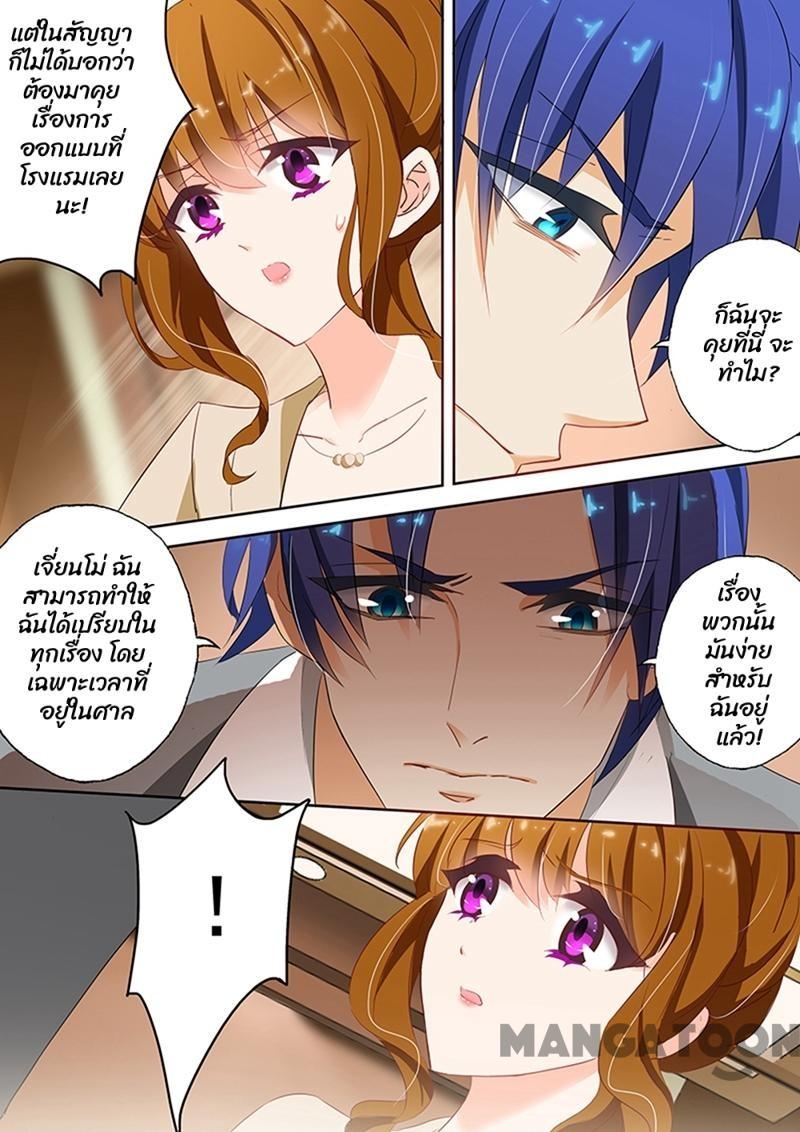 แต่ในสัญญา
ก็ไม่ได้บอกว่า
ต้องมาคุย
เรื่องการ
ออกแบบที่
โรงแรมเลย
นะ!
ก็ฉันจะ
คุยที่นี่ จะ
ทำไม?
เจี่ยนโม่ ฉัน
สามารถทำให้
ฉันได้เปรียบใน
ทุกเรื่อง โดย
เฉพาะเวลาที่
อยู่ในศาล
เรื่อง
พวกนั้น
มันง่าย
สำหรับ
ฉันอยู่
แล้ว!
!
MANGATOON